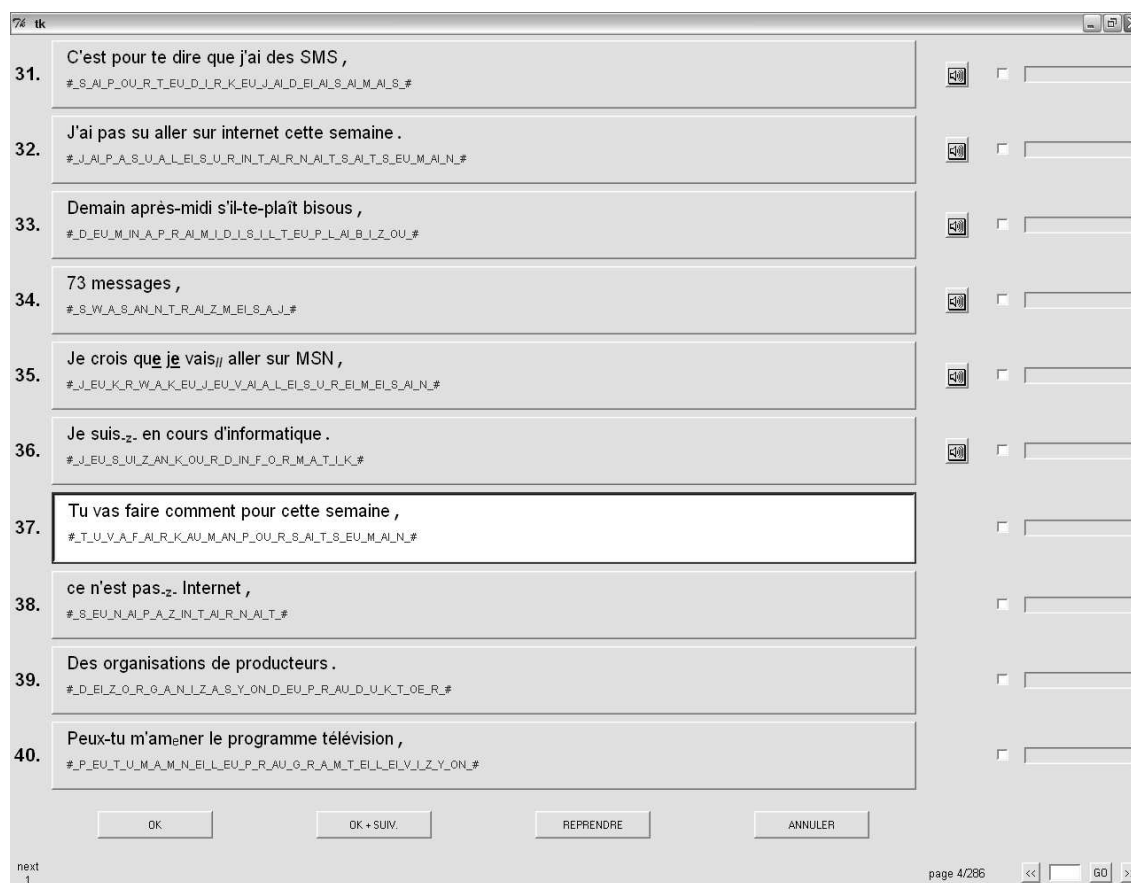 tk
31. C'est pour te dire que j'ai des SMS ,
#_S_AI_P_OU_R_T_EU_D_I_R_K_EU_J_AI_D_EI_AI_S_AI_M_AI_S_#
32. J'ai pas su aller sur internet cette semaine .
#_J_AI_P_A_S_U_A_L_EI_S_U_R_IN_T_AI_R_N_AI_T_S_AI_T_S_EU_M_AI_N_#
33. Demain après-midi s'il-te-plaît bisous ,
#_D_EU_M_IN_A_P_R_AI_M_I_D_I_S_I_L_T_EU_P_L_AI_B_I_Z_OU_#
34. 73 messages ,
#_S_W_A_S_AN_N_T_R_AI_Z_M_EI_S_A_J_#
35. Je crois que je vais// aller sur MSN ,
#_J_EU_K_R_W_A_K_EU_J_EU_V_AI_A_L_EI_S_U_R_EI_M_EI_S_AI_N_#
36. Je suis-z- en cours d'informatique .
#_J_EU_S_UI_Z_AN_K_OU_R_D_IN_F_O_R_M_A_T_I_K_#
37. Tu vas faire comment pour cette semaine ,
#_T_U_V_A_F_AI_R_K_AU_M_AN_P_OU_R_S_AI_T_S_EU_M_AI_N_#
38. ce n'est pas-z- Internet ,
#_S_EU_N_AI_P_A_Z_IN_T_AI_R_N_AI_T_#
39. Des organisations de producteurs .
#_D_EI_Z_O_R_G_A_N_I_Z_A_S_Y_ON_D_EU_P_R_AU_D_U_K_T_OE_R_#
40. Peux-tu m'amener le programme télévision ,
#_P_EU_T_U_M_A_M_N_EI_L_EU_P_R_AU_G_R_A_M_T_EI_L_EI_V_I_Z_Y_ON_#
OK OK + SUIV. REPRENDRE ANNULER
next
1
page 4/286 << GO >